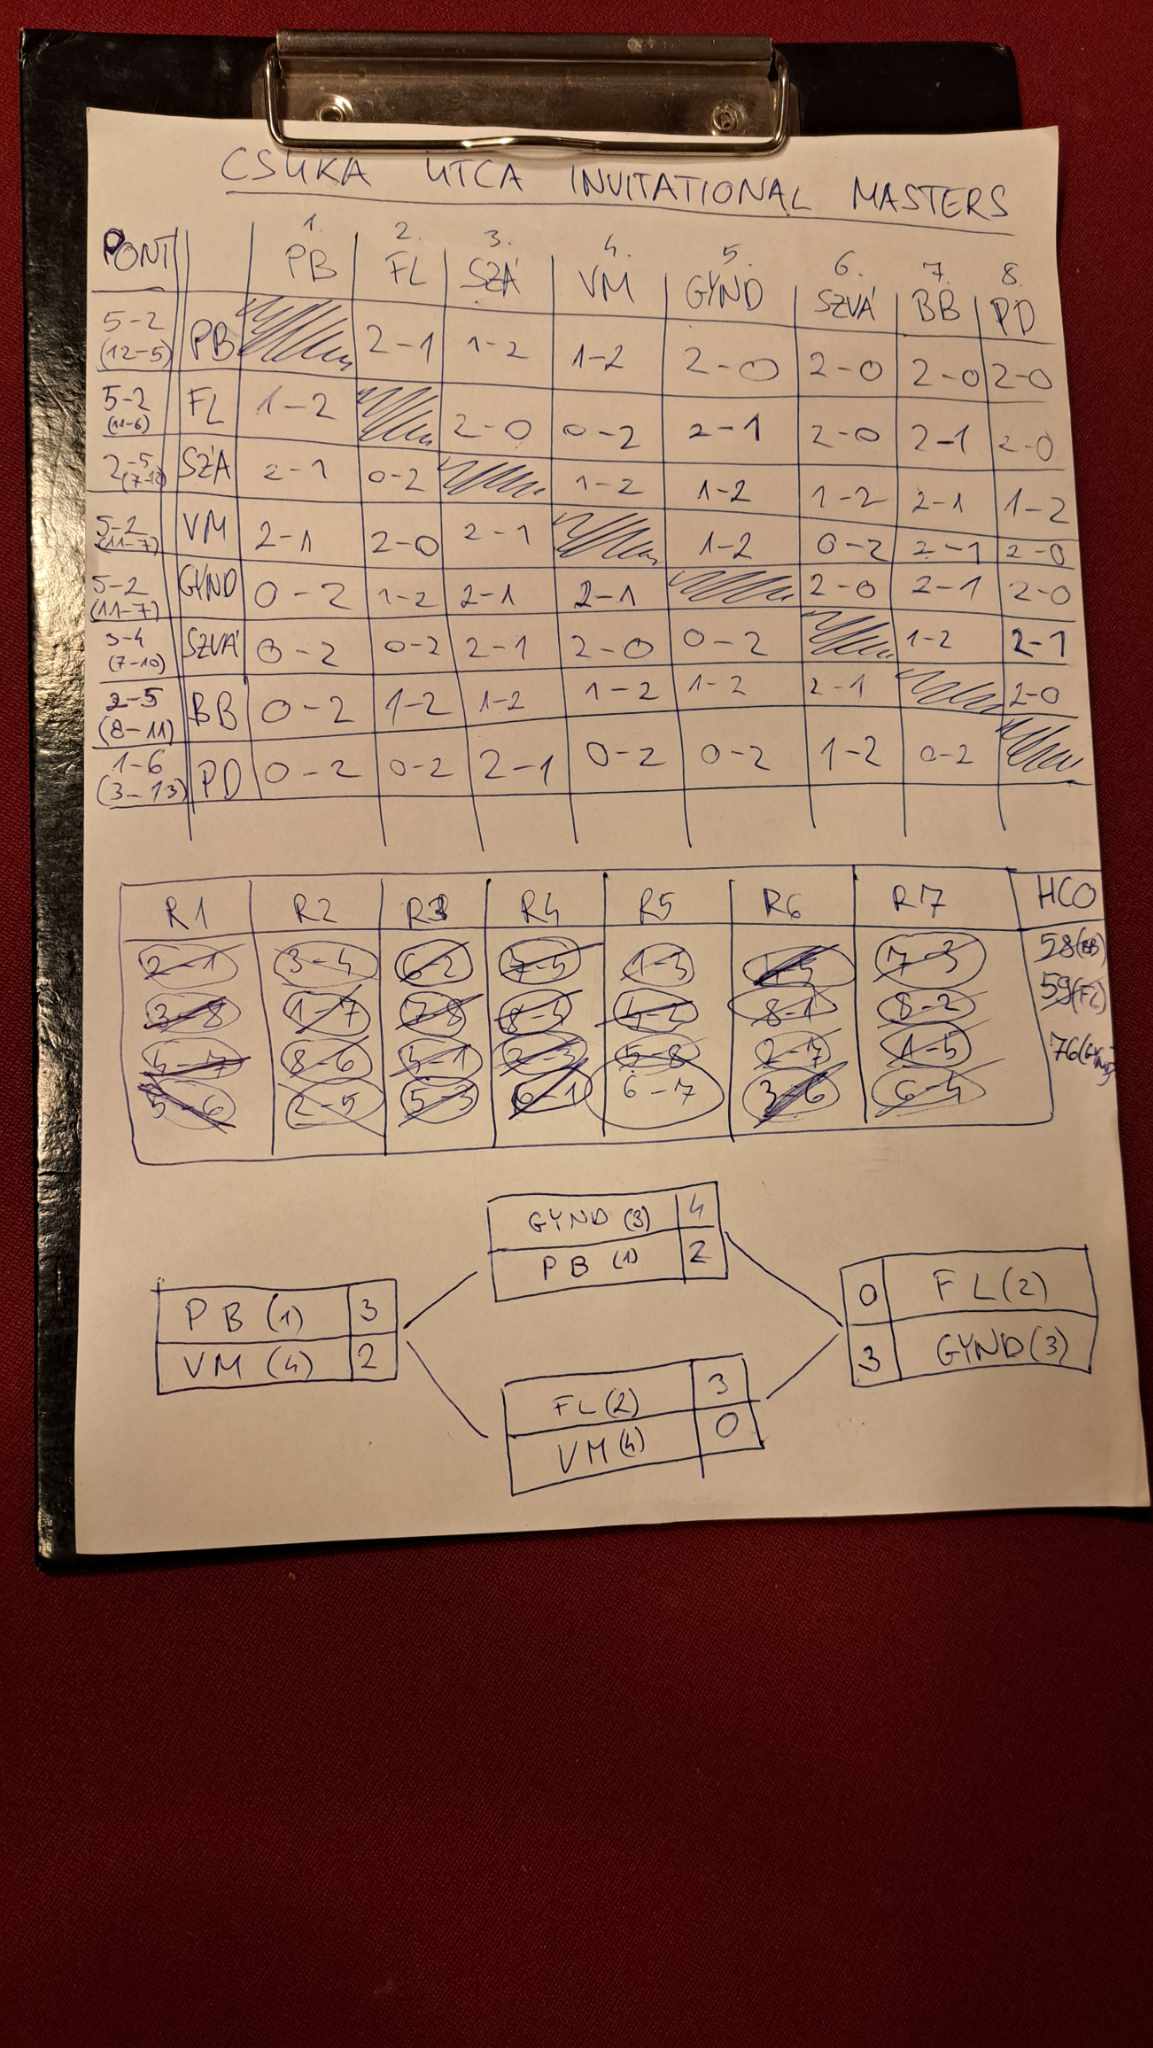 CSUKA UTCA INVITATIONAL MASTERS
1. 2. 3. 4. 5. 6. 7. 8.
PONT PB FL SZÁ VM GYND SZVÁ BB PD
5-2 (12-5) PB 2-1 1-2 1-2 2-0 2-0 2-0 2-0
5-2 (11-6) FL 1-2 2-0 0-2 2-1 2-0 2-1 2-0
2-5 SZÁ 2-1 0-2 1-2 1-2 1-2 2-1 1-2
5-2 (11-7) VM 2-1 2-0 2-1 1-2 0-2 2-1 2-0
5-2 (11-7) GYND 0-2 1-2 2-1 2-1 2-0 2-1 2-0
3-4 (7-10) SZVÁ 0-2 0-2 2-1 2-0 0-2 1-2 2-1
2-5 (8-11) BB 0-2 1-2 1-2 1-2 1-2 2-1 2-0
1-6 (3-13) PD 0-2 0-2 2-1 0-2 0-2 1-2 0-2
R1 R2 R3 R4 R5 R6 R7 HCO
2-1 3-4 6-2 7-5 1-3 4-5 7-3 58(BB)
3-8 1-7 7-8 8-4 4-2 8-1 8-2 59(FL)
4-7 8-6 4-1 2-3 5-8 2-7 1-5 76(GYND)
5-6 2-5 5-3 6-1 6-7 3-6 6-4
GYND (3) 4
PB (1) 2
PB (1) 3
VM (4) 2
0 FL (2)
3 GYND (3)
FL (2) 3
VM (4) 0